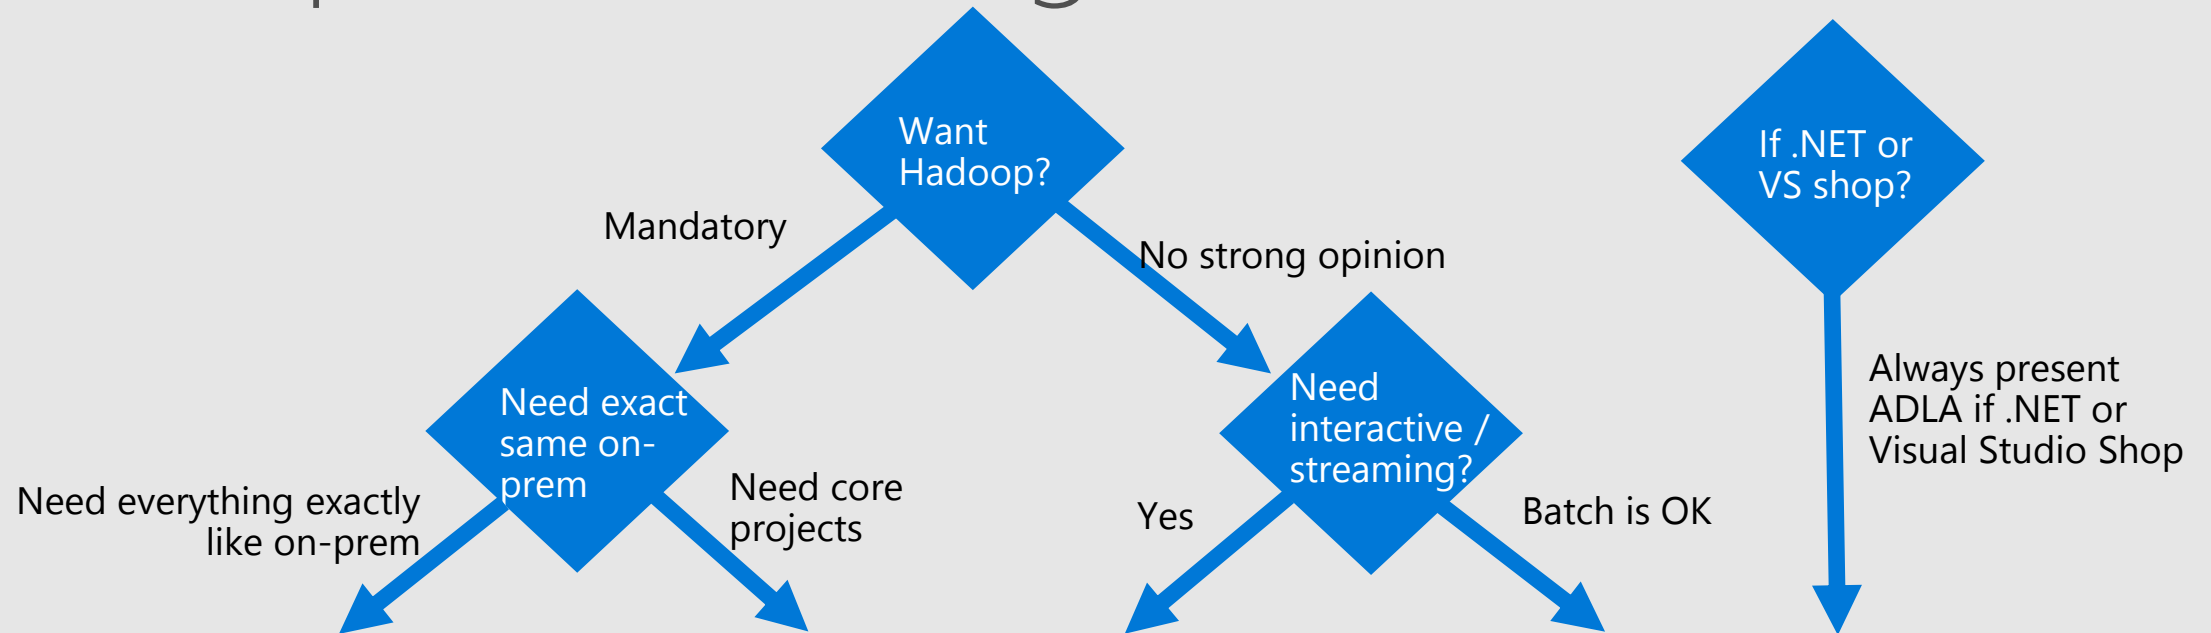 Want
Hadoop?
If .NET or
VS shop?
Mandatory
No strong opinion
Need exact
same on-
prem
Need
interactive /
streaming?
Always present
ADLA if .NET or
Visual Studio Shop
Need everything exactly
like on-prem
Need core
projects
Yes
Batch is OK